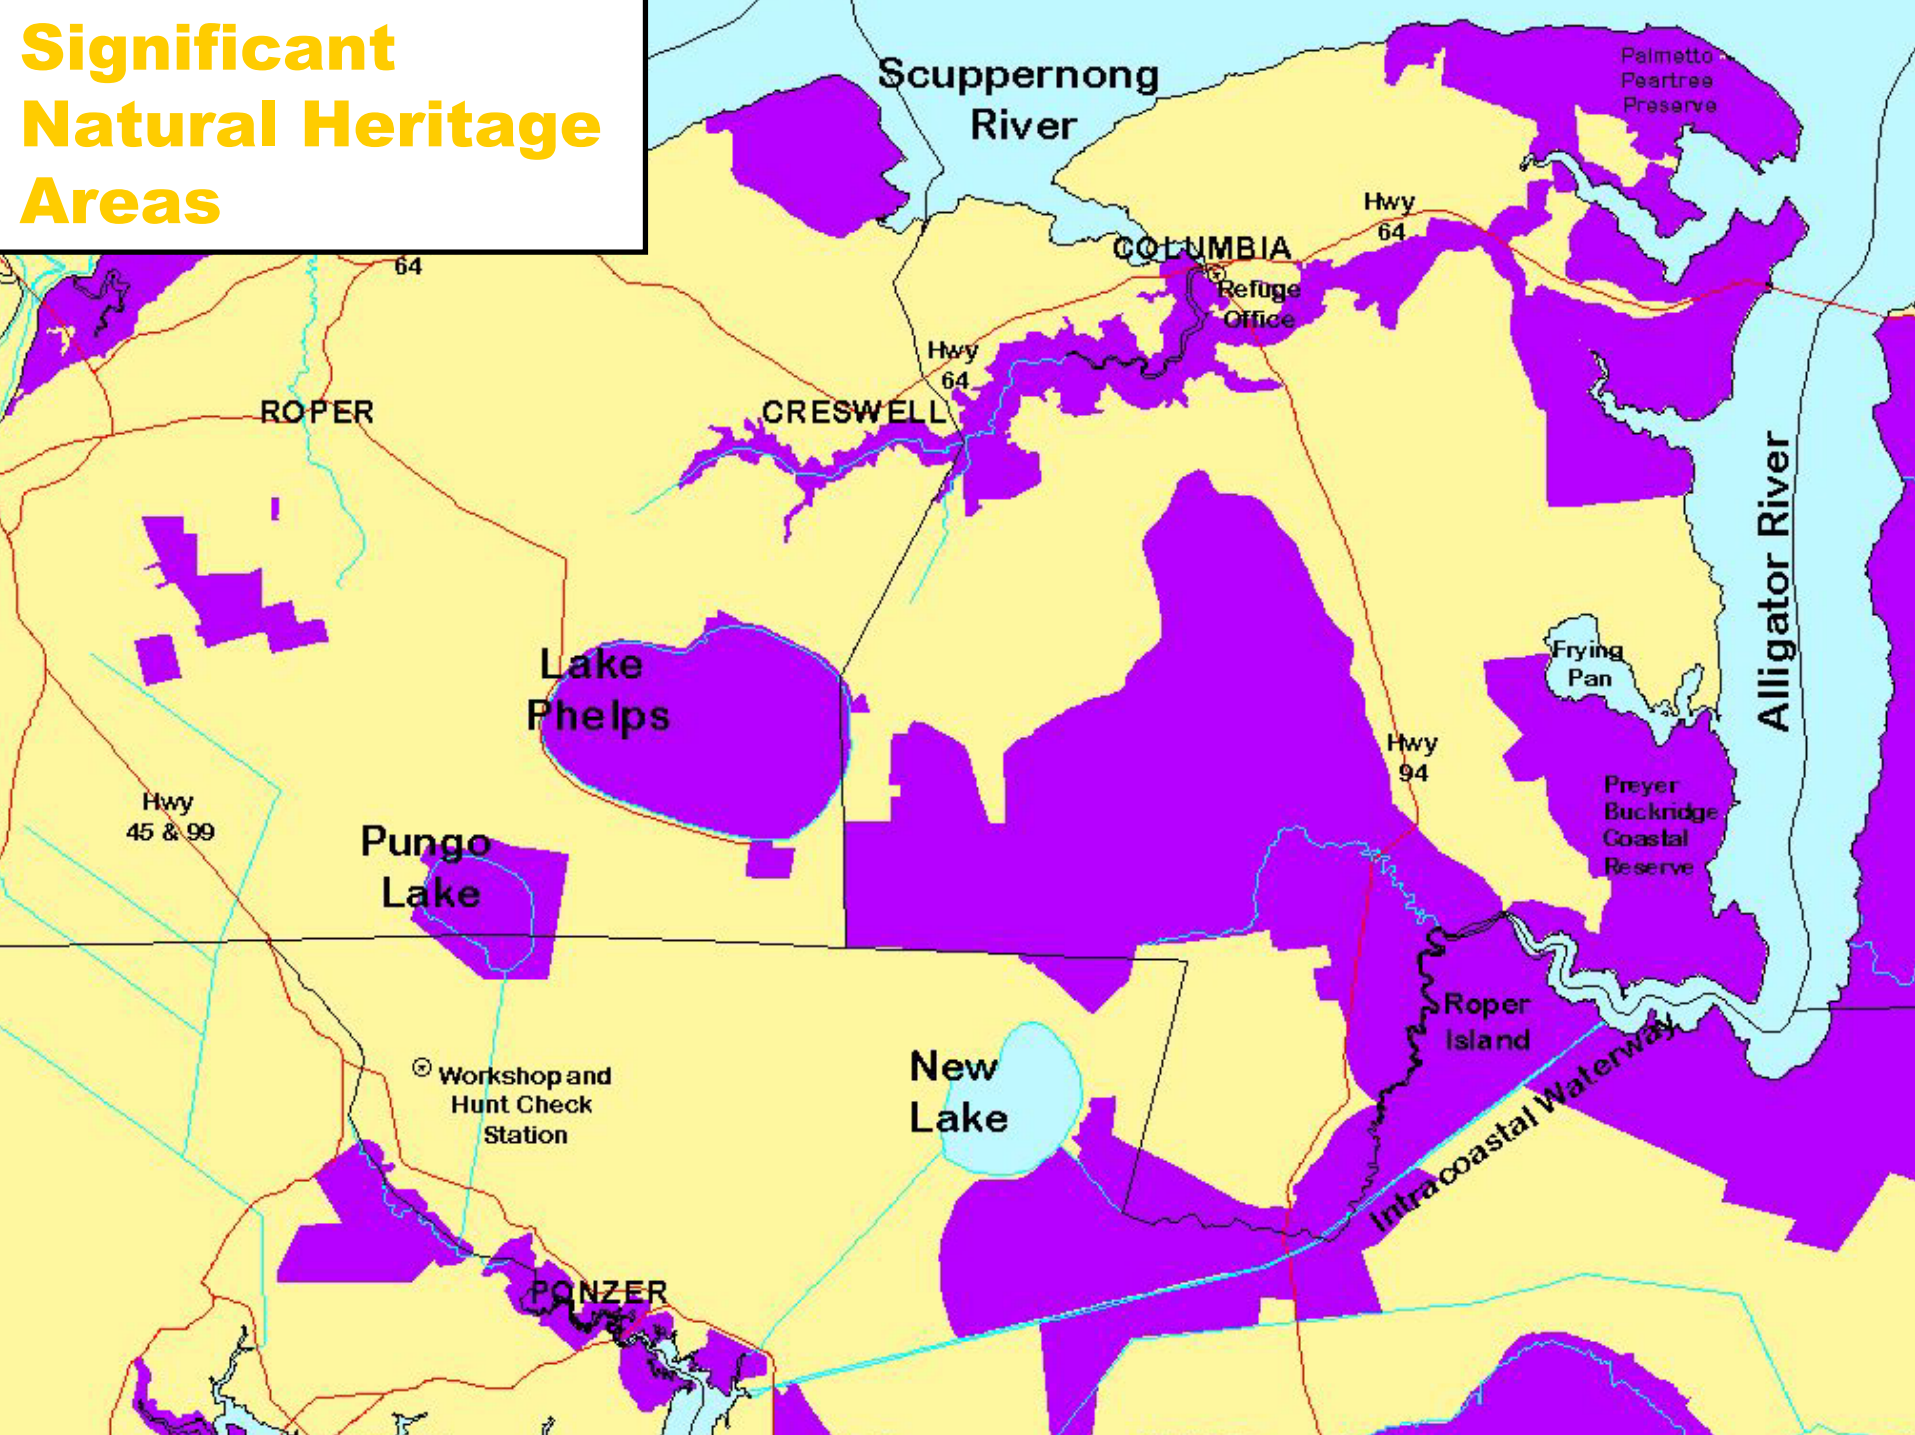 Significant
Natural Heritage
Areas
Scuppernong
River
Palmetto
Peartree
Preserve
Hwy
64
COLUMBIA
Refuge
Office
64
Hwy
64
ROPER
CRESWELL
Alligator River
Lake
Phelps
Frying
Pan
Hwy
94
Preyer
Buckridge
Coastal
Reserve
Hwy
45 & 99
Pungo
Lake
Roper
Island
Intracoastal Waterway
New
Lake
Workshop and
Hunt Check
Station
PONZER